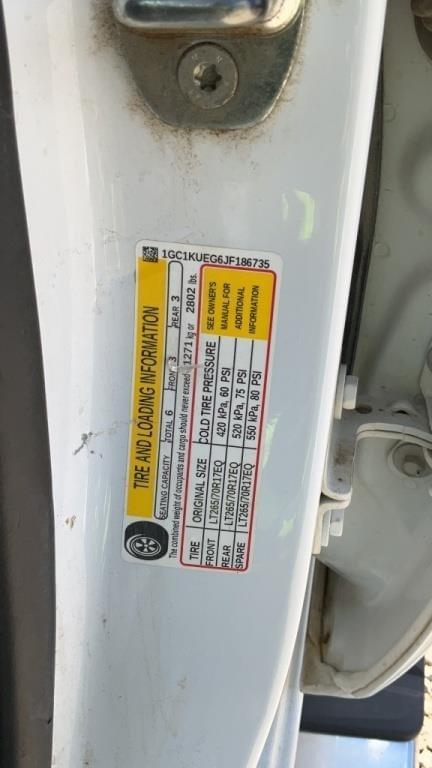 1GC1KUEG6JF186735
TIRE AND LOADING INFORMATION
SEATING CAPACITY TOTAL 6 FRONT 3 REAR 3
The combined weight of occupants and cargo should never exceed 1271 kg or 2802 lbs.
TIRE ORIGINAL SIZE COLD TIRE PRESSURE SEE OWNER'S
FRONT LT265/70R17EQ 420 kPa, 60 PSI MANUAL FOR
REAR LT265/70R17EQ 520 kPa, 75 PSI ADDITIONAL
SPARE LT265/70R17EQ 550 kPa, 80 PSI INFORMATION